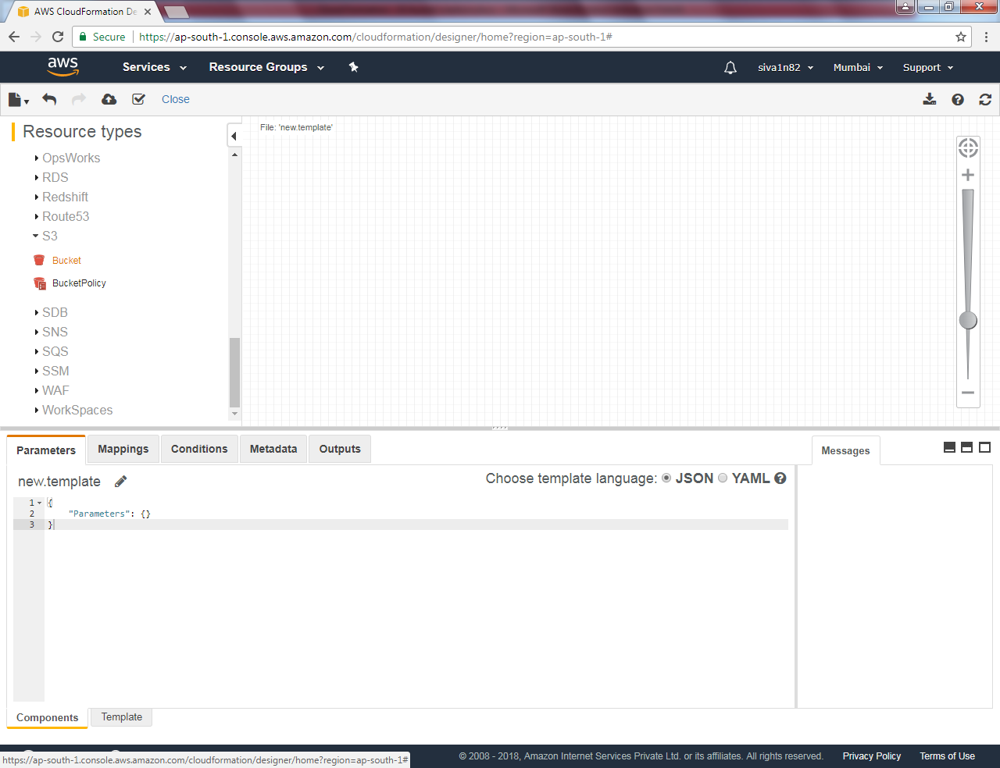 AWS CloudFormation De
Secure https://ap-south-1.console.aws.amazon.com/cloudformation/designer/home?region=ap-south-1#
aws Services Resource Groups siva1n82 Mumbai Support
Close
Resource types
File: 'new.template'
OpsWorks
RDS
Redshift
Route53
S3
Bucket
BucketPolicy
SDB
SNS
SQS
SSM
WAF
WorkSpaces
Parameters Mappings Conditions Metadata Outputs Messages
new.template Choose template language: JSON YAML
1 {
2 "Parameters": {}
3 }
Components Template
https://ap-south-1.console.aws.amazon.com/cloudformation/designer/home?region=ap-south-1#
© 2008 - 2018, Amazon Internet Services Private Ltd. or its affiliates. All rights reserved. Privacy Policy Terms of Use